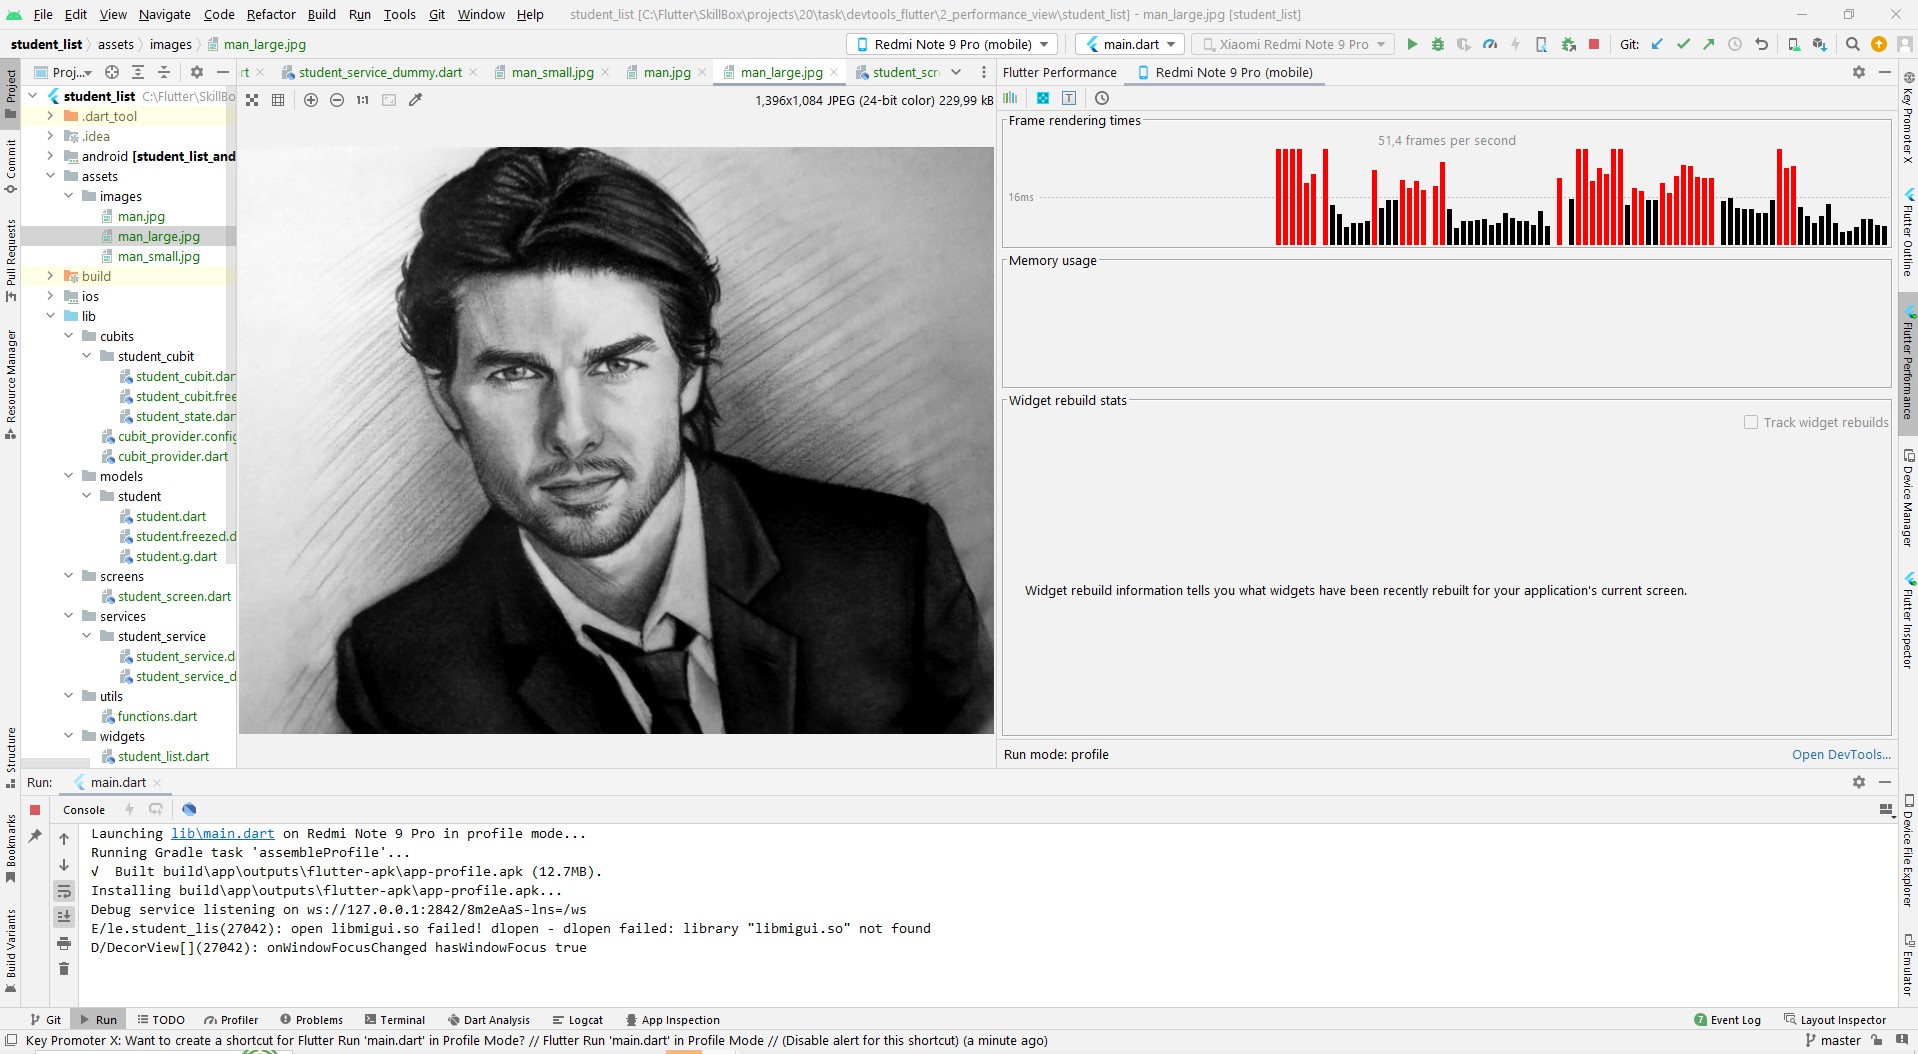 File Edit View Navigate Code Refactor Build Run Tools Git Window Help student_list [C:\Flutter\SkillBox\projects\20\task\devtools_flutter\2_performance_view\student_list] - man_large.jpg [student_list]
student_list assets images man_large.jpg Redmi Note 9 Pro (mobile) main.dart Xiaomi Redmi Note 9 Pro Git:
Proj... rt student_service_dummy.dart man_small.jpg man.jpg man_large.jpg student_scr Flutter Performance Redmi Note 9 Pro (mobile)
student_list C:\Flutter\SkillBo
1:1 1,396x1,084 JPEG (24-bit color) 229,99 kB
.dart_tool
.idea
android [student_list_and
assets
images
man.jpg
man_large.jpg
man_small.jpg
build
ios
lib
cubits
student_cubit
student_cubit.dar
student_cubit.free
student_state.dar
cubit_provider.config
cubit_provider.dart
models
student
student.dart
student.freezed.d
student.g.dart
screens
student_screen.dart
services
student_service
student_service.d
student_service_d
utils
functions.dart
widgets
student_list.dart
Frame rendering times
51,4 frames per second
16ms
Memory usage
Widget rebuild stats
Track widget rebuilds
Widget rebuild information tells you what widgets have been recently rebuilt for your application's current screen.
Run mode: profile Open DevTools...
Project
Commit
Pull Requests
Resource Manager
Structure
Bookmarks
Build Variants
Key Promoter X
Flutter Outline
Flutter Performance
Device Manager
Flutter Inspector
Device File Explorer
Emulator
Run: main.dart
Console
Launching lib\main.dart on Redmi Note 9 Pro in profile mode...
Running Gradle task 'assembleProfile'...
√ Built build\app\outputs\flutter-apk\app-profile.apk (12.7MB).
Installing build\app\outputs\flutter-apk\app-profile.apk...
Debug service listening on ws://127.0.0.1:2842/8m2eAaS-lns=/ws
E/le.student_lis(27042): open libmigui.so failed! dlopen - dlopen failed: library "libmigui.so" not found
D/DecorView[](27042): onWindowFocusChanged hasWindowFocus true
Git Run TODO Profiler Problems Terminal Dart Analysis Logcat App Inspection 7 Event Log Layout Inspector
Key Promoter X: Want to create a shortcut for Flutter Run 'main.dart' in Profile Mode? // Flutter Run 'main.dart' in Profile Mode // (Disable alert for this shortcut) (a minute ago) master